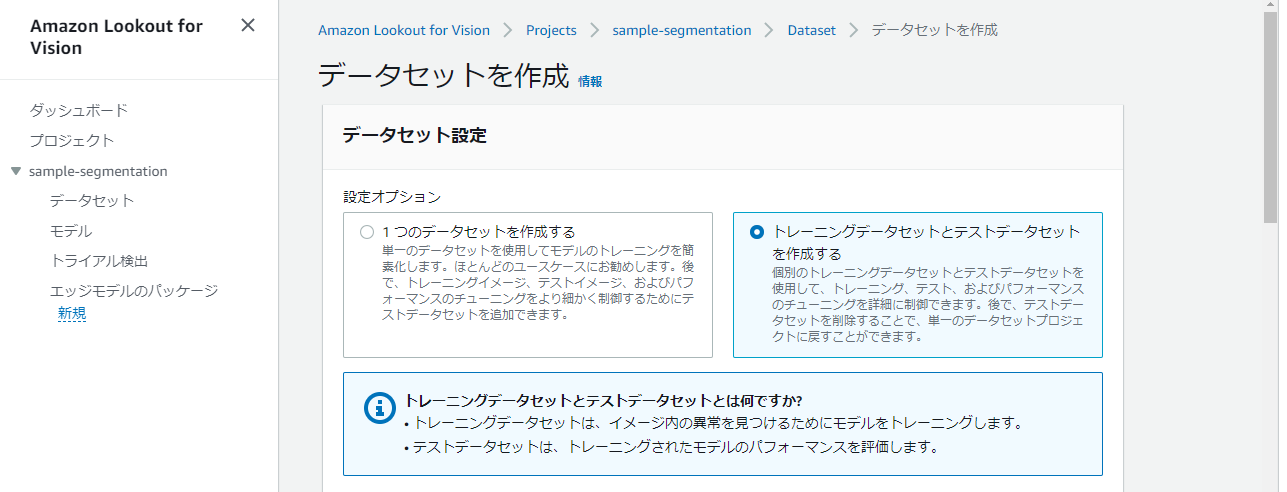 Amazon Lookout for
Vision
ダッシュボード
プロジェクト
sample-segmentation
データセット
モデル
トライアル検出
エッジモデルのパッケージ
新規
Amazon Lookout for Vision > Projects > sample-segmentation > Dataset > データセットを作成
データセットを作成 情報
データセット設定
設定オプション
1 つのデータセットを作成する
単一のデータセットを使用してモデルのトレーニングを簡
素化します。ほとんどのユースケースにお勧めします。後
で、トレーニングイメージ、テストイメージ、およびパフ
ォーマンスのチューニングをより細かく制御するためにテ
ストデータセットを追加できます。
トレーニングデータセットとテストデータセット
を作成する
個別のトレーニングデータセットとテストデータセットを
使用して、トレーニング、テスト、およびパフォーマンス
のチューニングを詳細に制御できます。後で、テストデー
タセットを削除することで、単一のデータセットプロジェ
クトに戻すことができます。
トレーニングデータセットとテストデータセットとは何ですか?
• トレーニングデータセットは、イメージ内の異常を見つけるためにモデルをトレーニングします。
• テストデータセットは、トレーニングされたモデルのパフォーマンスを評価します。